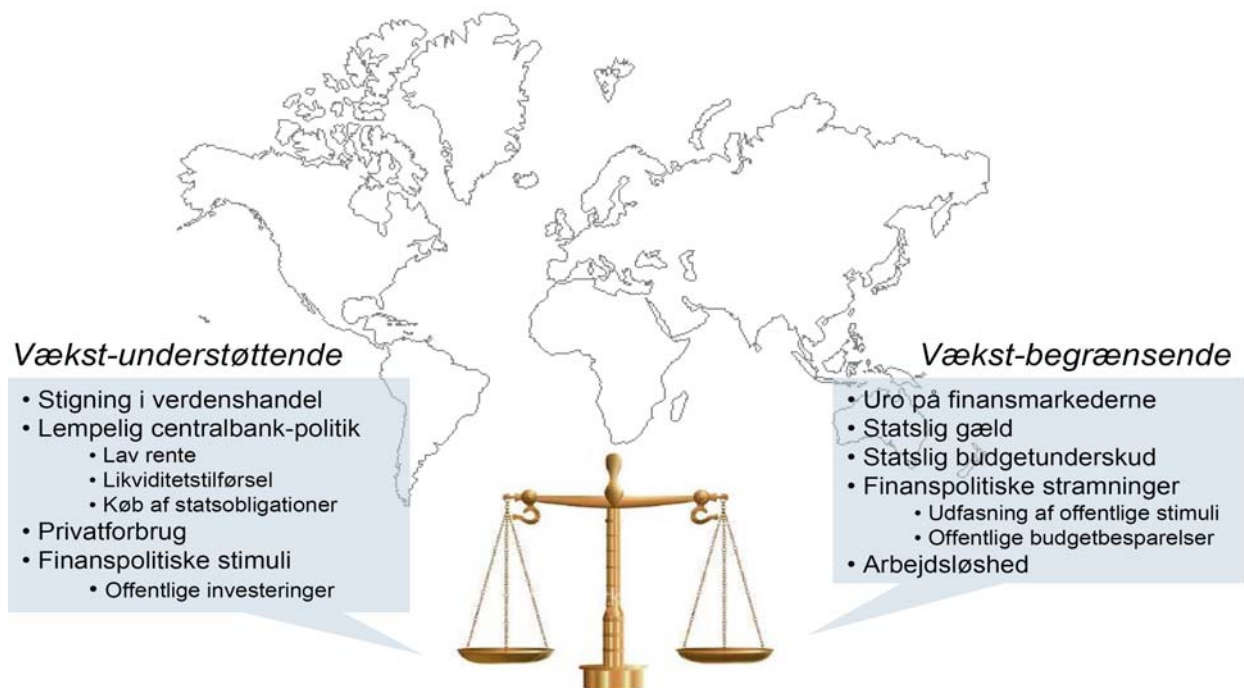 Vækst-understøttende
• Stigning i verdenshandel
• Lempelig centralbank-politik
• Lav rente
• Likviditetstilførsel
• Køb af statsobligationer
• Privatforbrug
• Finanspolitiske stimuli
• Offentlige investeringer
Vækst-begrænsende
• Uro på finansmarkederne
• Statslig gæld
• Statslig budgetunderskud
• Finanspolitiske stramninger
• Udfasning af offentlige stimuli
• Offentlige budgetbesparelser
• Arbejdsløshed